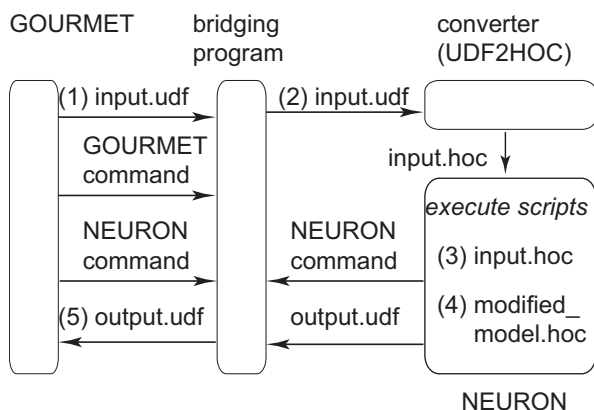 GOURMET
bridging
program
converter
(UDF2HOC)
(1) input.udf
(2) input.udf
GOURMET
command
input.hoc
execute scripts
NEURON
command
NEURON
command
(3) input.hoc
(4) modified_
model.hoc
(5) output.udf
output.udf
NEURON